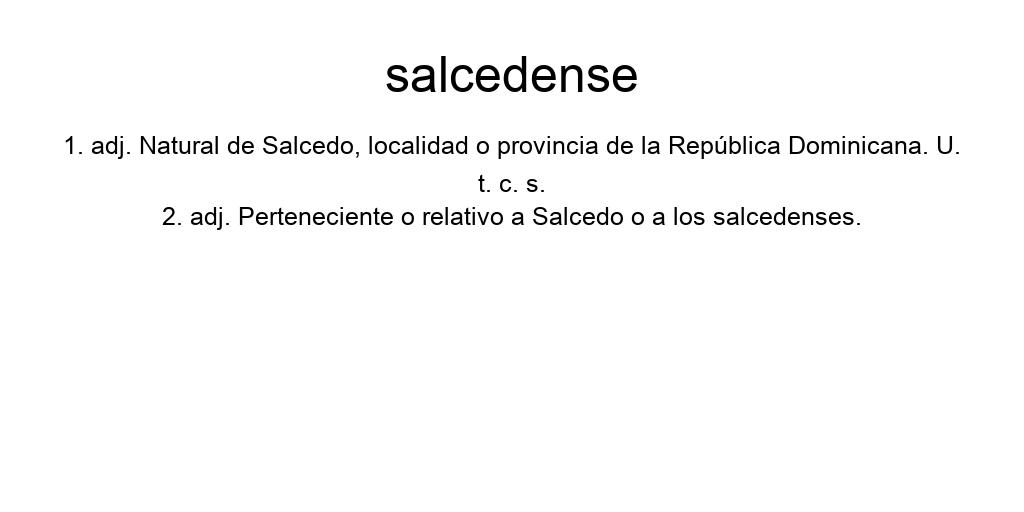 salcedense
1. adj. Natural de Salcedo, localidad o provincia de la República Dominicana. U.
t. c. s.
2. adj. Perteneciente o relativo a Salcedo o a los salcedenses.